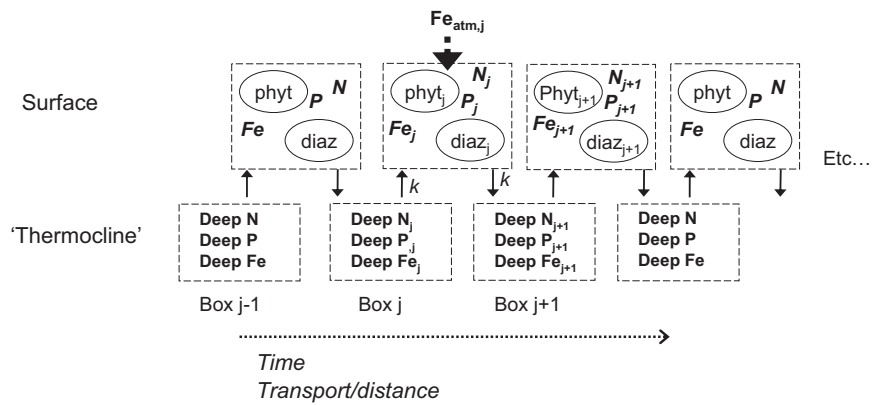 Fe_atm,j
Surface
phyt N P Fe diaz
phyt_j N_j P_j Fe_j diaz_j
Phyt_j+1 N_j+1 P_j+1 Fe_j+1 diaz_j+1
phyt N P Fe diaz
Etc…
k k
'Thermocline'
Deep N
Deep P
Deep Fe
Deep N_j
Deep P_,j
Deep Fe_j
Deep N_j+1
Deep P_j+1
Deep Fe_j+1
Deep N
Deep P
Deep Fe
Box j-1 Box j Box j+1
Time
Transport/distance